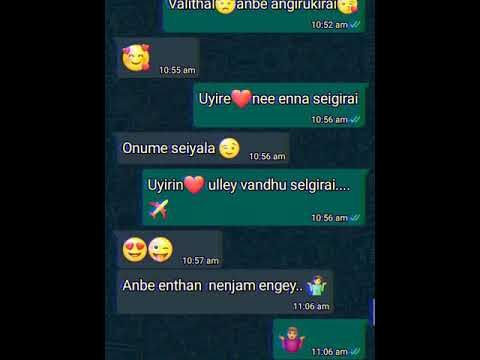 Valithal😟anbe angirukirai😘
10:52 am
🥰
10:55 am
Uyire❤️nee enna seigirai
10:56 am
Onume seiyala 😉
10:56 am
Uyirin❤️ ulley vandhu selgirai....
✈️
10:56 am
😍😜
10:57 am
Anbe enthan nenjam engey.. 🤷‍♂️
11:06 am
🤷🏽‍♂️
11:06 am